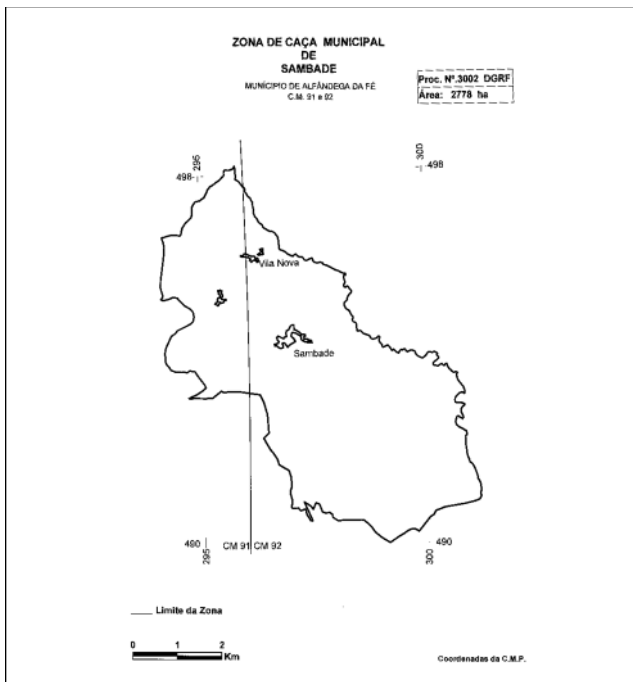 ZONA DE CAÇA MUNICIPAL
DE
SAMBADE
MUNICÍPIO DE ALFÂNDEGA DA FÉ
C.M. 91 e 92
Proc. Nº.3002 DGRF
Área: 2778 ha
295
498
300
498
Vila Nova
Sambade
490
295
CM 91
CM 92
300
490
Limite da Zona
0 1 2
Km
Coordenadas da C.M.P.